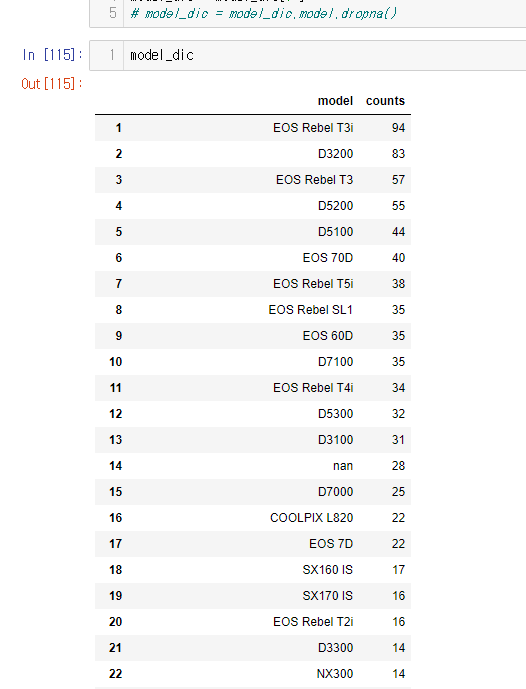 5 # model_dic = model_dic.model.dropna()
In [115]: 1 model_dic
Out[115]:
model counts
1 EOS Rebel T3i 94
2 D3200 83
3 EOS Rebel T3 57
4 D5200 55
5 D5100 44
6 EOS 70D 40
7 EOS Rebel T5i 38
8 EOS Rebel SL1 35
9 EOS 60D 35
10 D7100 35
11 EOS Rebel T4i 34
12 D5300 32
13 D3100 31
14 nan 28
15 D7000 25
16 COOLPIX L820 22
17 EOS 7D 22
18 SX160 IS 17
19 SX170 IS 16
20 EOS Rebel T2i 16
21 D3300 14
22 NX300 14